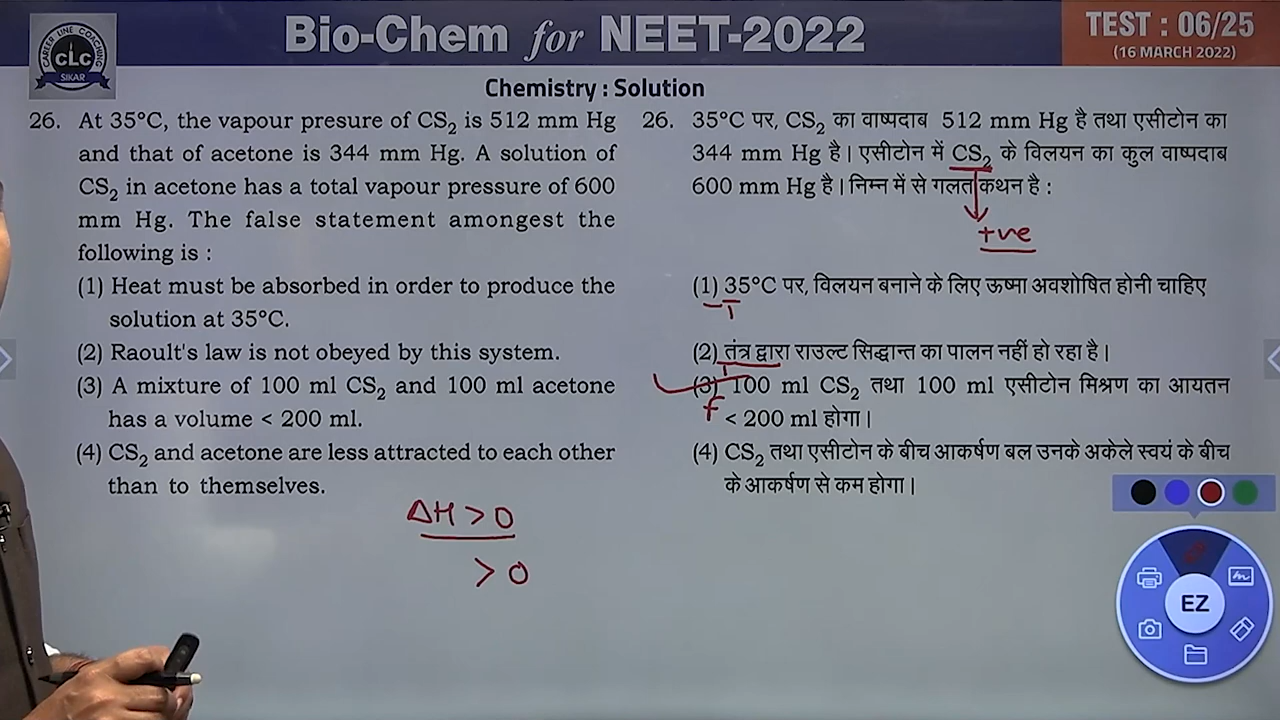 CAREER LINE COACHING
CLC
SIKAR
Bio-Chem for NEET-2022
TEST : 06/25
(16 MARCH 2022)
Chemistry : Solution
26. At 35°C, the vapour presure of CS₂ is 512 mm Hg
and that of acetone is 344 mm Hg. A solution of
CS₂ in acetone has a total vapour pressure of 600
mm Hg. The false statement amongest the
following is :
(1) Heat must be absorbed in order to produce the
solution at 35°C.
(2) Raoult's law is not obeyed by this system.
(3) A mixture of 100 ml CS₂ and 100 ml acetone
has a volume < 200 ml.
(4) CS₂ and acetone are less attracted to each other
than to themselves.
ΔH > 0
> 0
26. 35°C पर, CS₂ का वाष्पदाब 512 mm Hg है तथा एसीटोन का
344 mm Hg है। एसीटोन में CS₂ के विलयन का कुल वाष्पदाब
600 mm Hg है। निम्न में से गलत कथन है :
+ve
(1) 35°C पर, विलयन बनाने के लिए ऊष्मा अवशोषित होनी चाहिए
T
(2) तंत्र द्वारा राउल्ट सिद्धान्त का पालन नहीं हो रहा है।
(3) 100 ml CS₂ तथा 100 ml एसीटोन मिश्रण का आयतन
F < 200 ml होगा।
(4) CS₂ तथा एसीटोन के बीच आकर्षण बल उनके अकेले स्वयं के बीच
के आकर्षण से कम होगा।
EZ